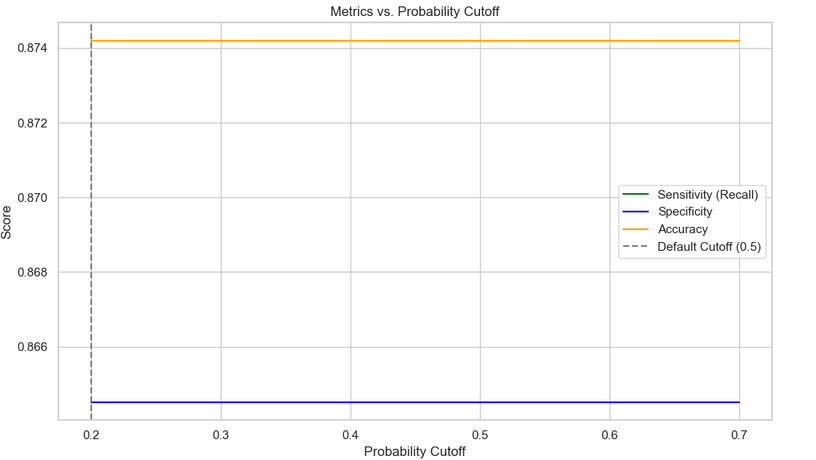 Metrics vs. Probability Cutoff
0.874
0.872
0.870
0.868
0.866
Score
Sensitivity (Recall)
Specificity
Accuracy
Default Cutoff (0.5)
0.2 0.3 0.4 0.5 0.6 0.7
Probability Cutoff